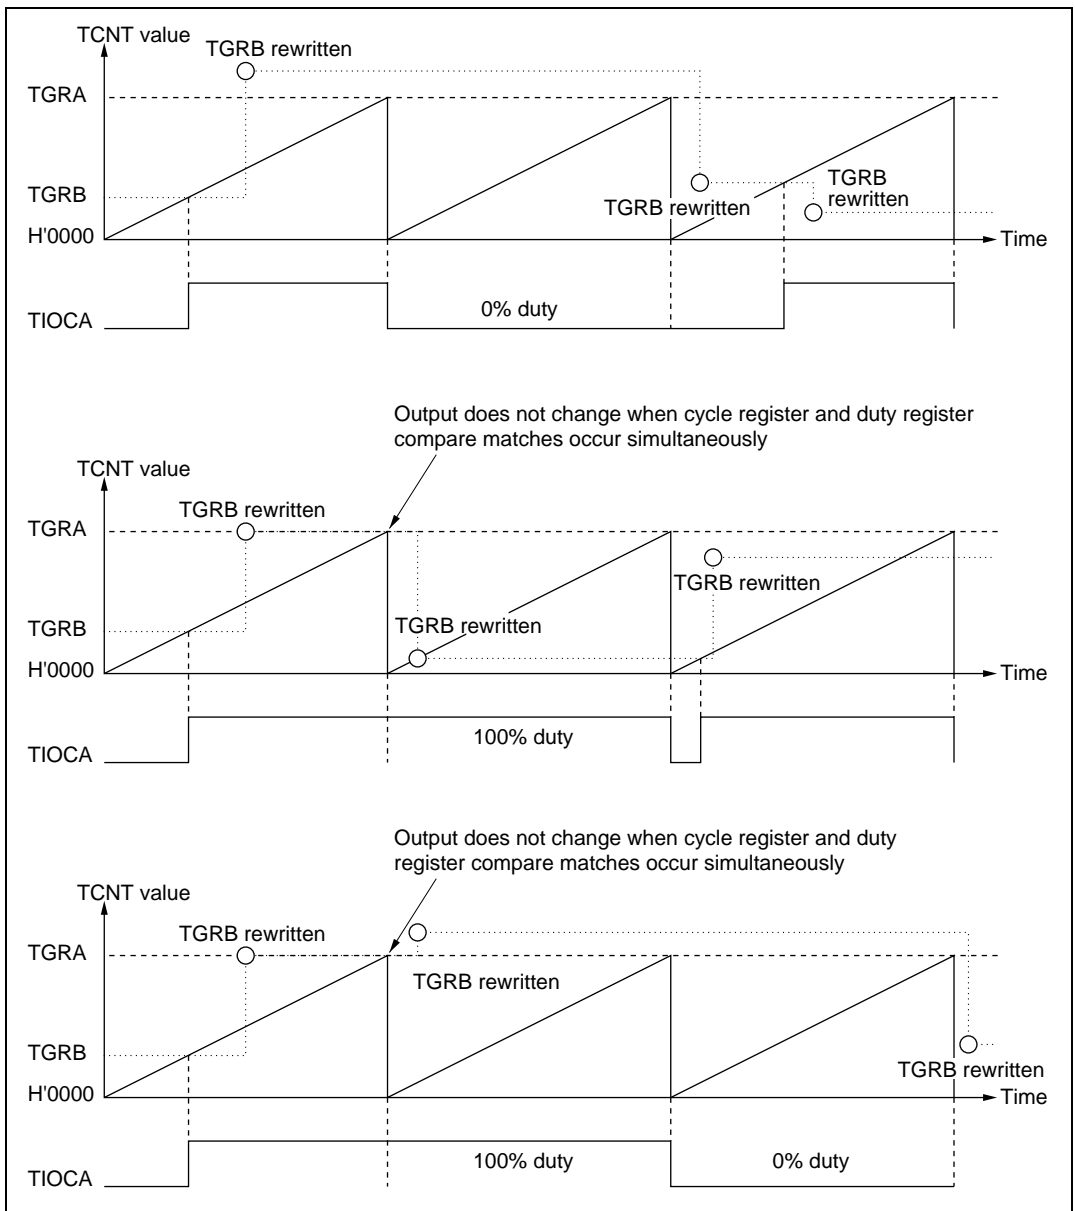 TCNT value
TGRB rewritten
TGRA
TGRB
TGRB rewritten
TGRB
rewritten
H'0000
Time
TIOCA
0% duty
Output does not change when cycle register and duty register
compare matches occur simultaneously
TCNT value
TGRB rewritten
TGRA
TGRB rewritten
TGRB
TGRB rewritten
H'0000
Time
TIOCA
100% duty
Output does not change when cycle register and duty
register compare matches occur simultaneously
TCNT value
TGRB rewritten
TGRA
TGRB rewritten
TGRB
TGRB rewritten
H'0000
Time
TIOCA
100% duty
0% duty